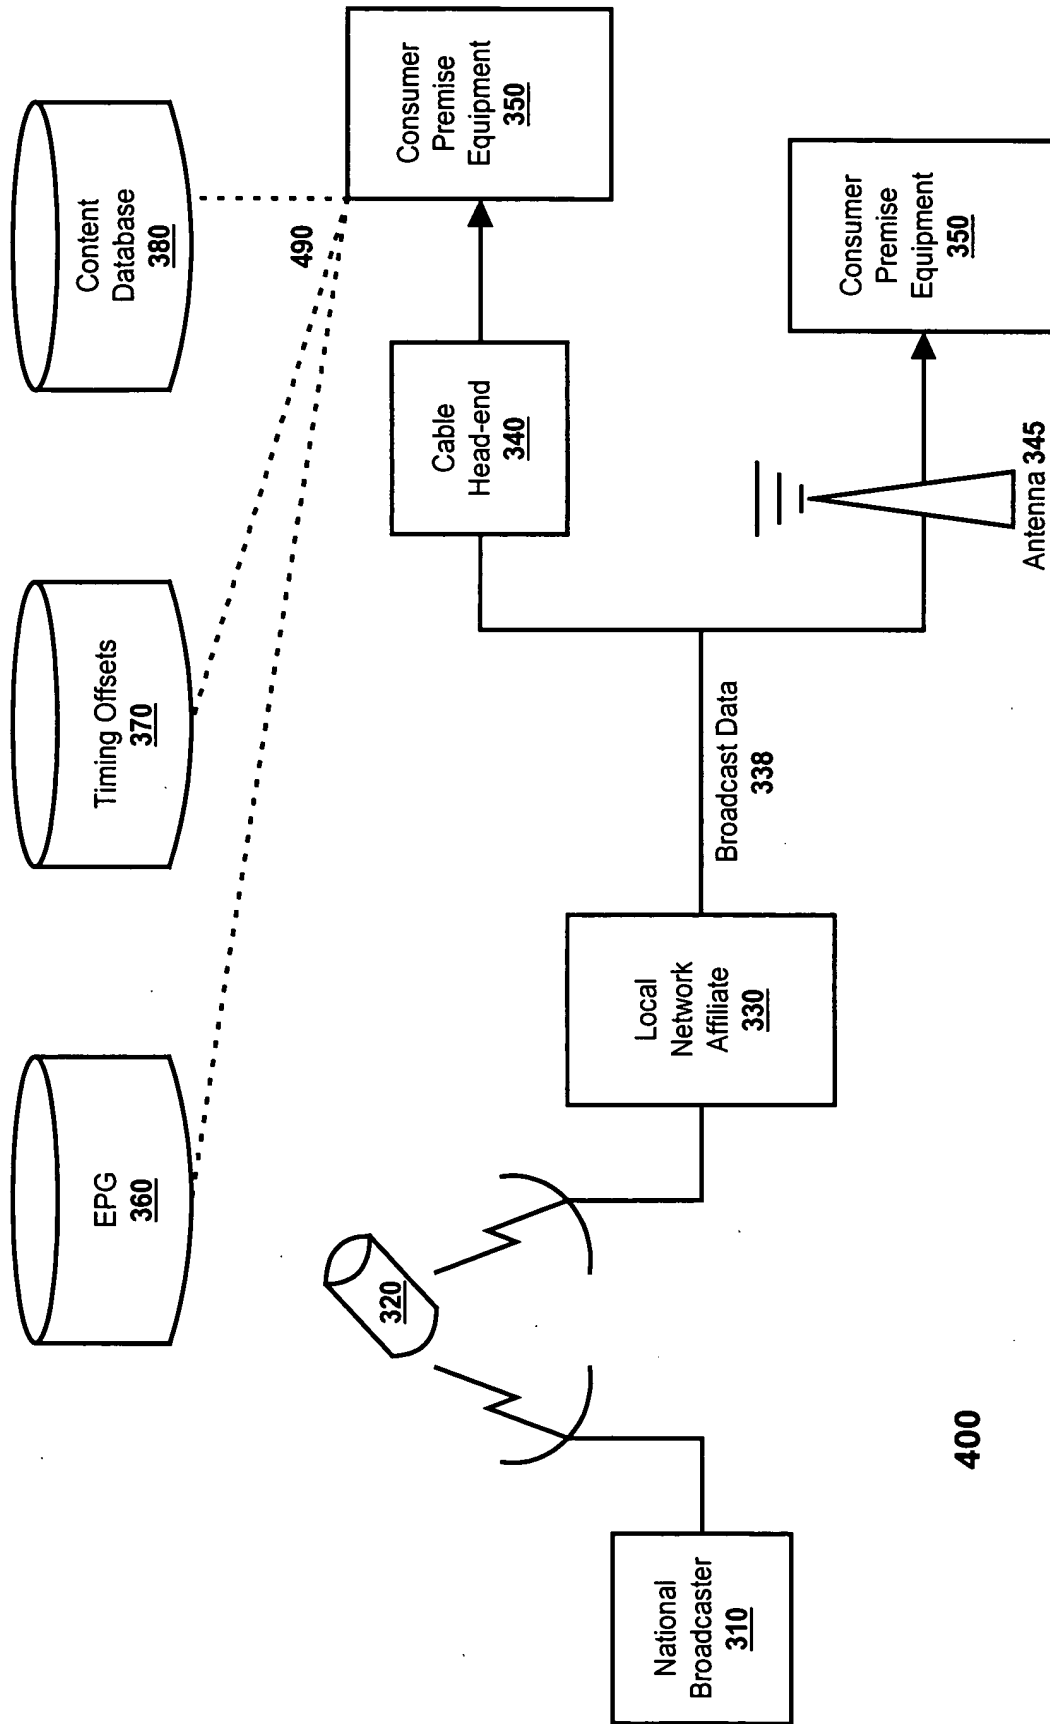 EPG
360
Timing Offsets
370
Content
Database
380
490
320
National
Broadcaster
310
Local
Network
Affiliate
330
Broadcast Data
338
Cable
Head-end
340
Consumer
Premise
Equipment
350
Antenna 345
Consumer
Premise
Equipment
350
400